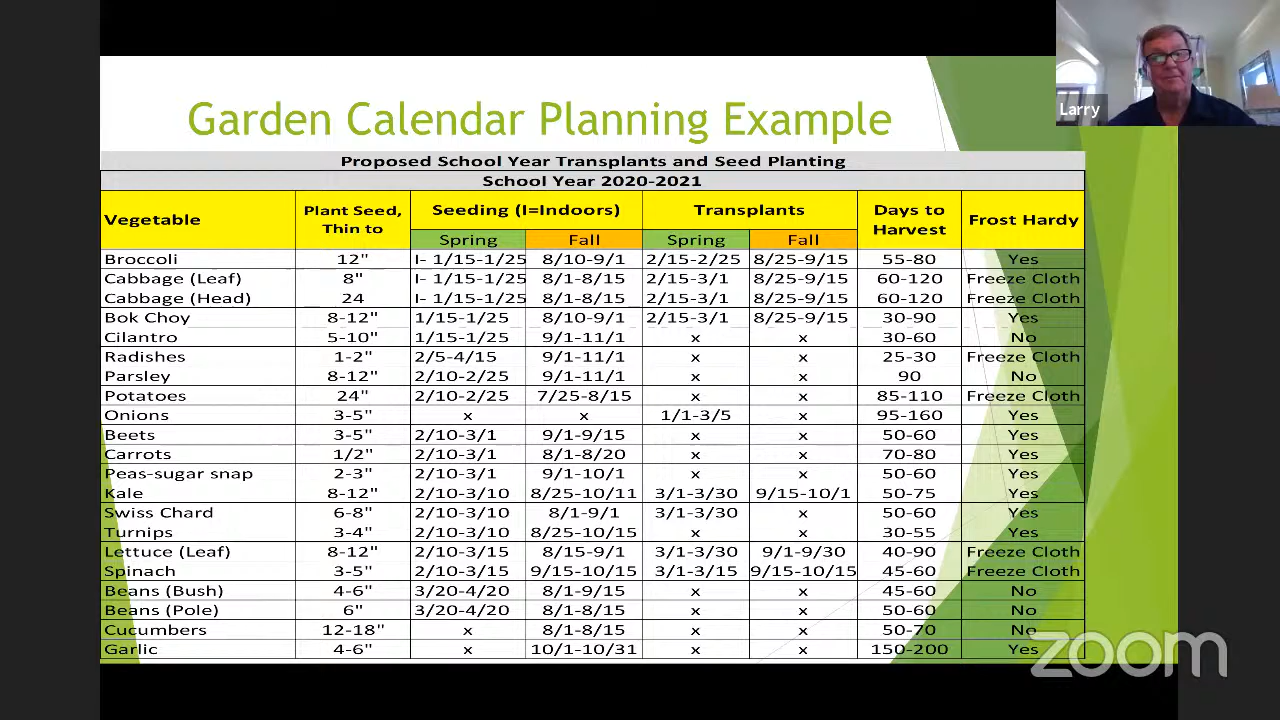 Larry
Garden Calendar Planning Example
Proposed School Year Transplants and Seed Planting
School Year 2020-2021
Vegetable Plant Seed, Thin to Seeding (I=Indoors) Transplants Days to Harvest Frost Hardy
Spring Fall Spring Fall
Broccoli 12" I- 1/15-1/25 8/10-9/1 2/15-2/25 8/25-9/15 55-80 Yes
Cabbage (Leaf) 8" I- 1/15-1/25 8/1-8/15 2/15-3/1 8/25-9/15 60-120 Freeze Cloth
Cabbage (Head) 24 I- 1/15-1/25 8/1-8/15 2/15-3/1 8/25-9/15 60-120 Freeze Cloth
Bok Choy 8-12" 1/15-1/25 8/10-9/1 2/15-3/1 8/25-9/15 30-90 Yes
Cilantro 5-10" 1/15-1/25 9/1-11/1 x x 30-60 No
Radishes 1-2" 2/5-4/15 9/1-11/1 x x 25-30 Freeze Cloth
Parsley 8-12" 2/10-2/25 9/1-11/1 x x 90 No
Potatoes 24" 2/10-2/25 7/25-8/15 x x 85-110 Freeze Cloth
Onions 3-5" x x 1/1-3/5 x 95-160 Yes
Beets 3-5" 2/10-3/1 9/1-9/15 x x 50-60 Yes
Carrots 1/2" 2/10-3/1 8/1-8/20 x x 70-80 Yes
Peas-sugar snap 2-3" 2/10-3/1 9/1-10/1 x x 50-60 Yes
Kale 8-12" 2/10-3/10 8/25-10/11 3/1-3/30 9/15-10/1 50-75 Yes
Swiss Chard 6-8" 2/10-3/10 8/1-9/1 3/1-3/30 x 50-60 Yes
Turnips 3-4" 2/10-3/10 8/25-10/15 x x 30-55 Yes
Lettuce (Leaf) 8-12" 2/10-3/15 8/15-9/1 3/1-3/30 9/1-9/30 40-90 Freeze Cloth
Spinach 3-5" 2/10-3/15 9/15-10/15 3/1-3/15 9/15-10/15 45-60 Freeze Cloth
Beans (Bush) 4-6" 3/20-4/20 8/1-9/15 x x 45-60 No
Beans (Pole) 6" 3/20-4/20 8/1-8/15 x x 50-60 No
Cucumbers 12-18" x 8/1-8/15 x x 50-70 No
Garlic 4-6" x 10/1-10/31 x x 150-200 Yes
zoom